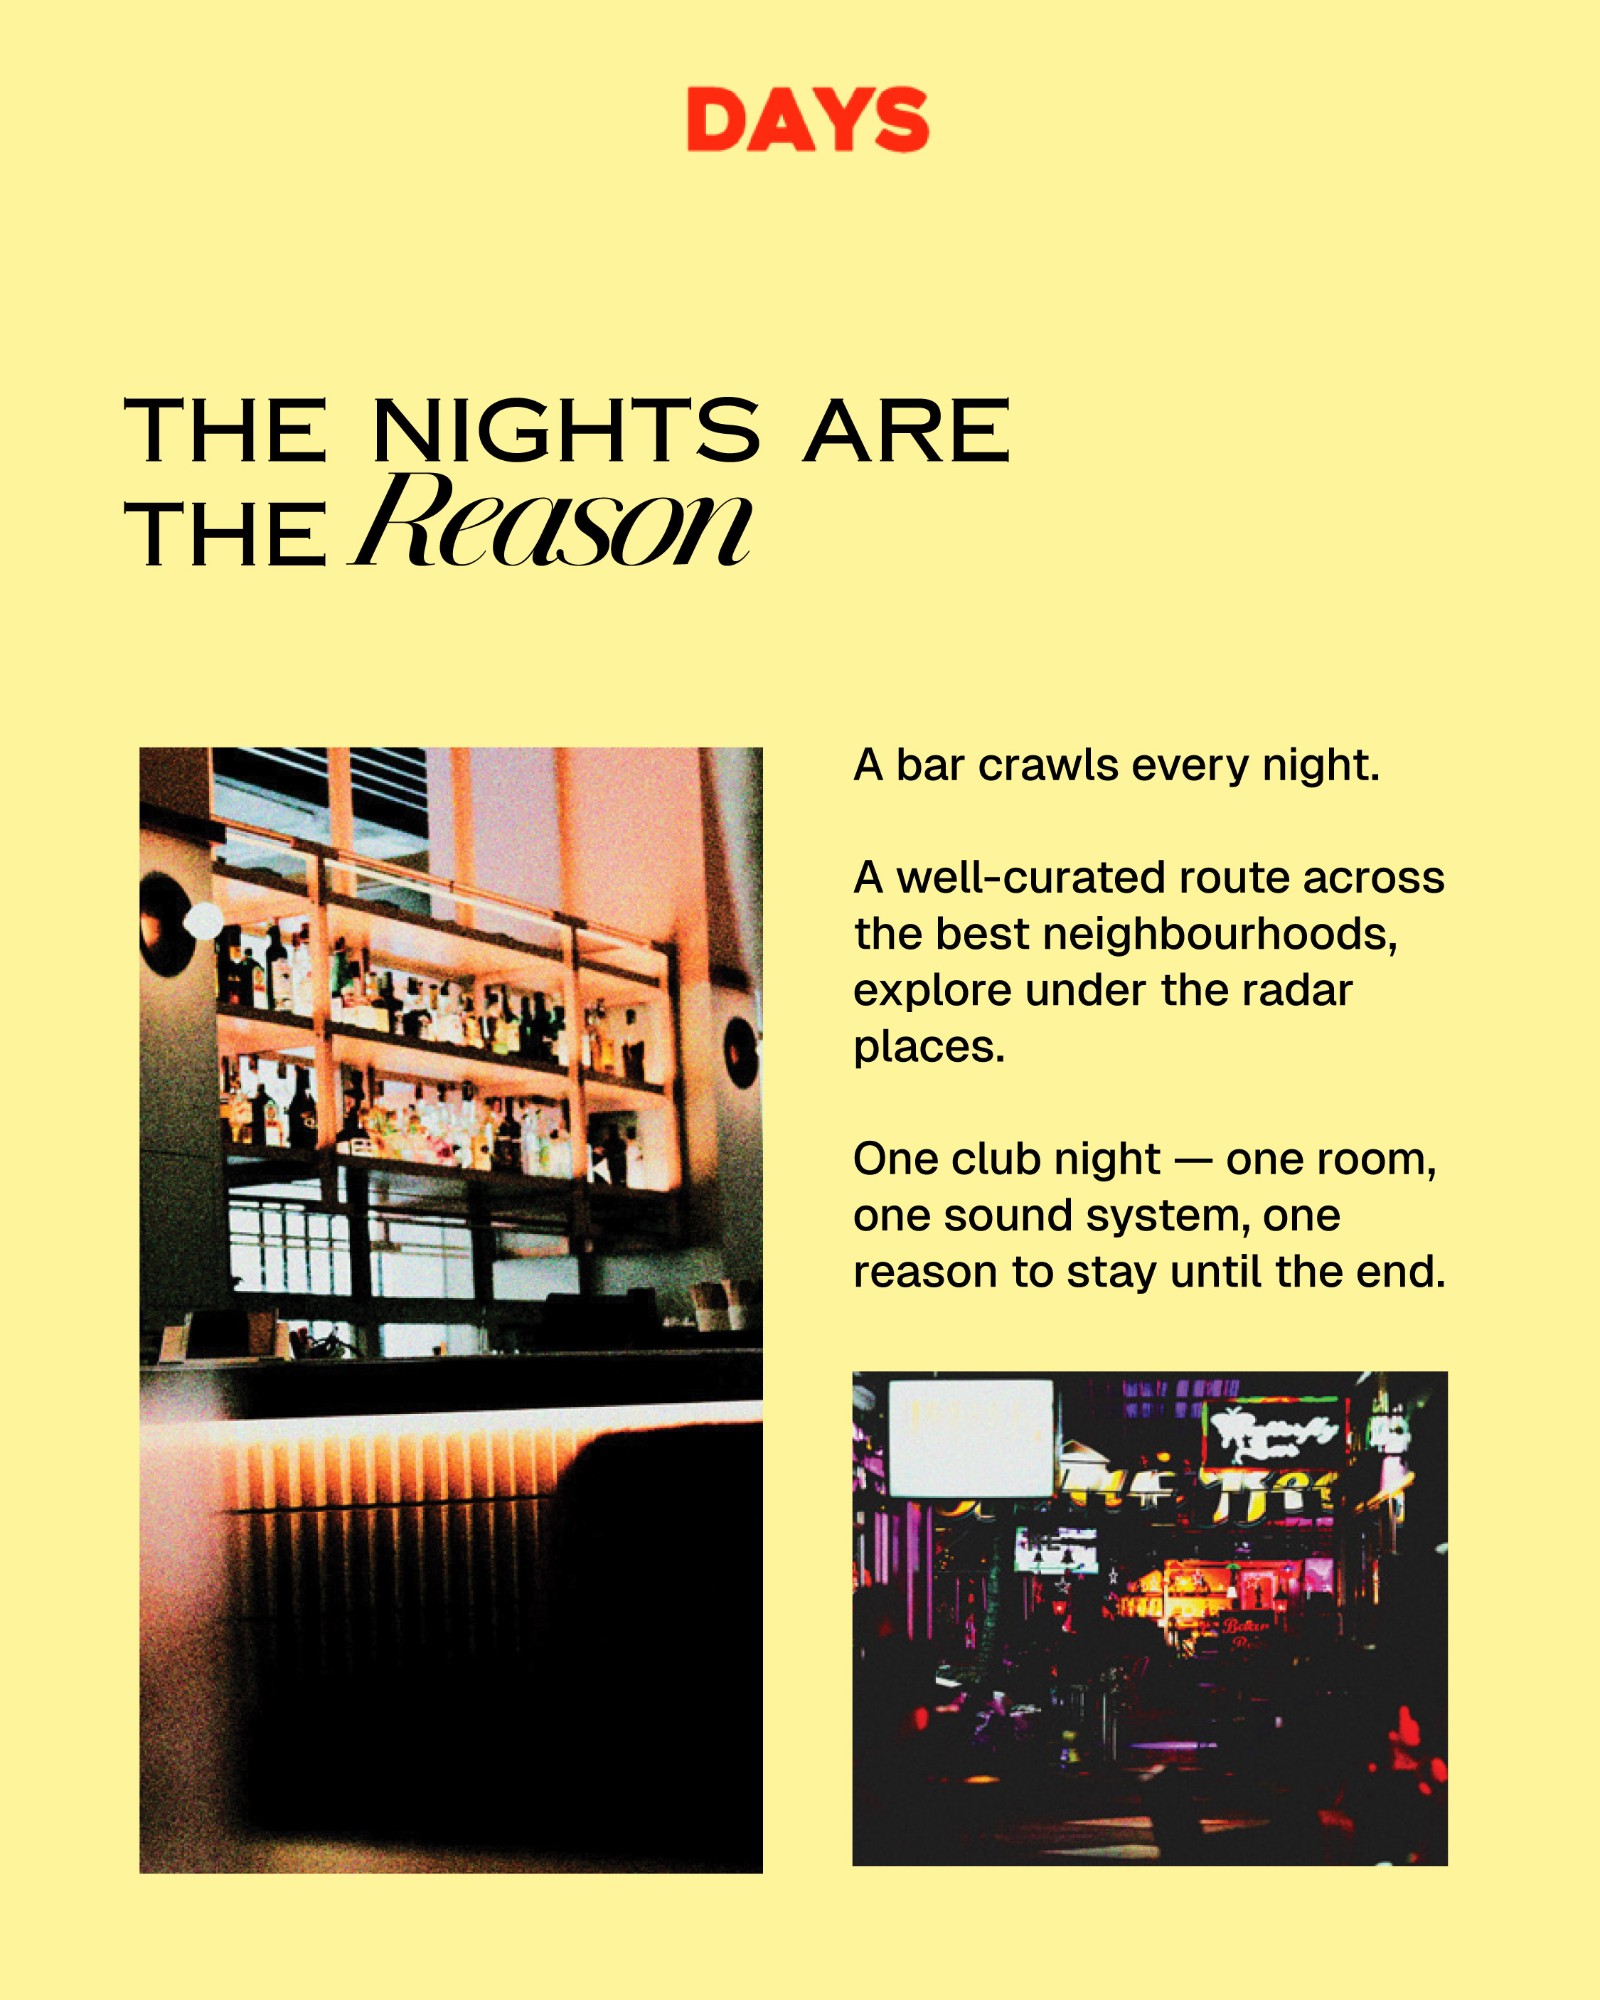 DAYS
THE NIGHTS ARE
THE Reason
A bar crawls every night.
A well-curated route across
the best neighbourhoods,
explore under the radar
places.
One club night — one room,
one sound system, one
reason to stay until the end.